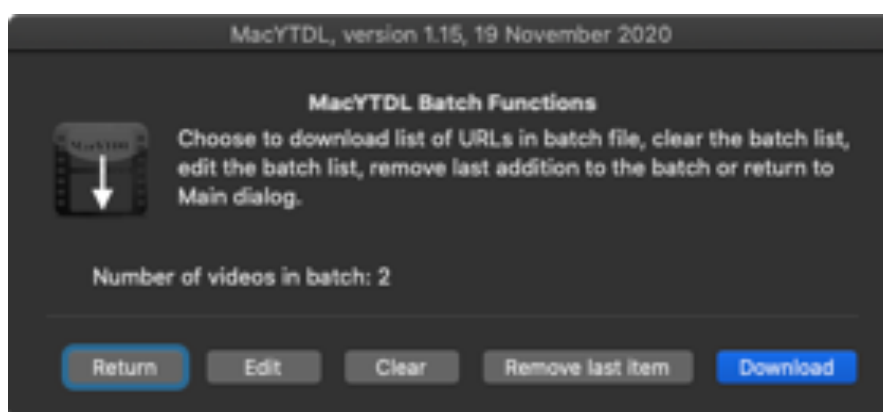 MacYTDL, version 1.15, 19 November 2020
MacYTDL Batch Functions
MacYTDL
Choose to download list of URLs in batch file, clear the batch list,
edit the batch list, remove last addition to the batch or return to
Main dialog.
Number of videos in batch: 2
Return Edit Clear Remove last item Download